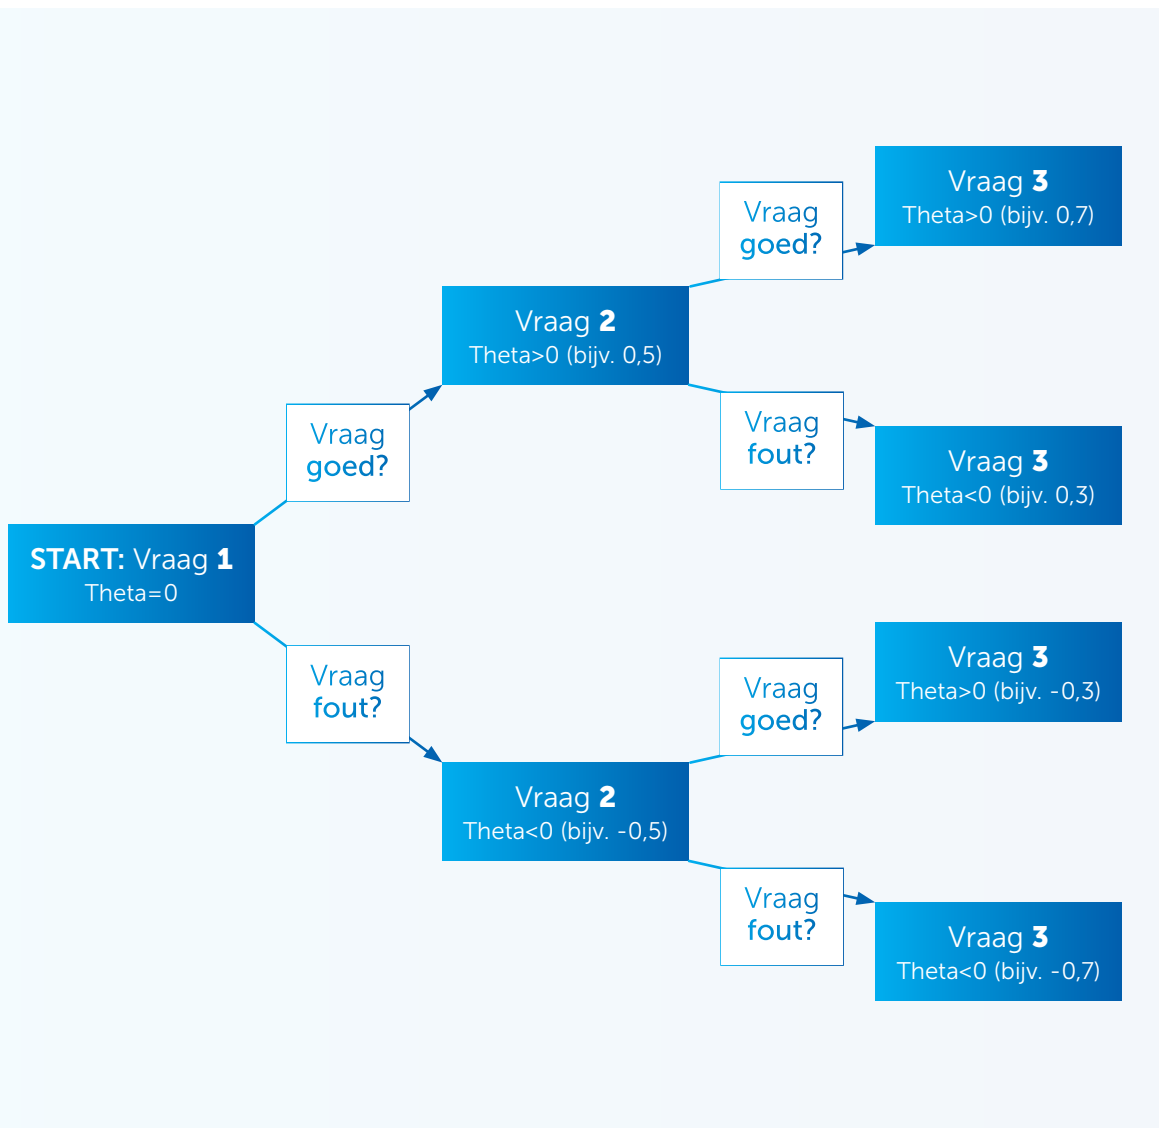 START: Vraag 1
Theta=0
Vraag
goed?
Vraag 2
Theta>0 (bijv. 0,5)
Vraag
goed?
Vraag 3
Theta>0 (bijv. 0,7)
Vraag
fout?
Vraag 3
Theta<0 (bijv. 0,3)
Vraag
fout?
Vraag 2
Theta<0 (bijv. -0,5)
Vraag
goed?
Vraag 3
Theta>0 (bijv. -0,3)
Vraag
fout?
Vraag 3
Theta<0 (bijv. -0,7)